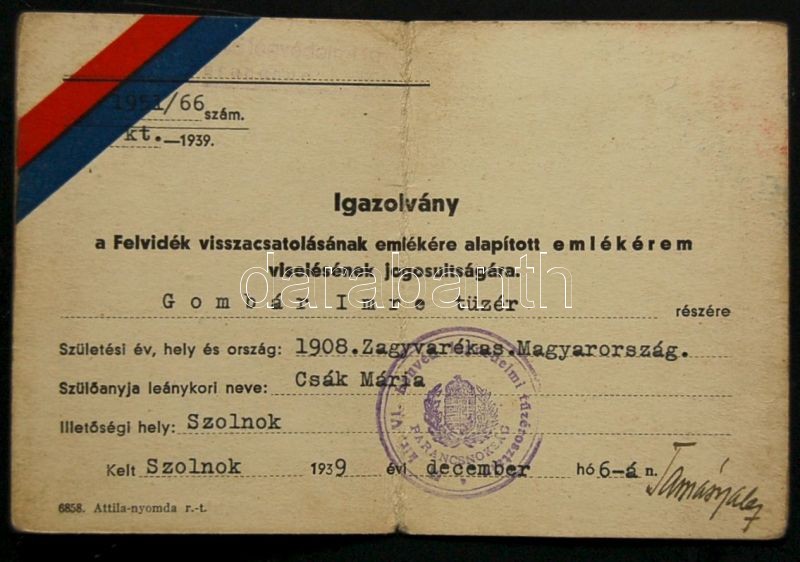 1951/66 szám.
kt.—1939.
Igazolvány
a Felvidék visszacsatolásának emlékére alapított emlékérem
viselésének jogosultságára.
Gombár Imre tüzér részére
Születési év, hely és ország: 1908.Zagyvarékas.Magyarország.
Szülőanyja leánykori neve: Csák Mária
Illetőségi hely: Szolnok
PARANCSNOKSÁG
Kelt Szolnok 1939 évi december hó 6-án.
6858. Attila-nyomda r.-t.
darabanth